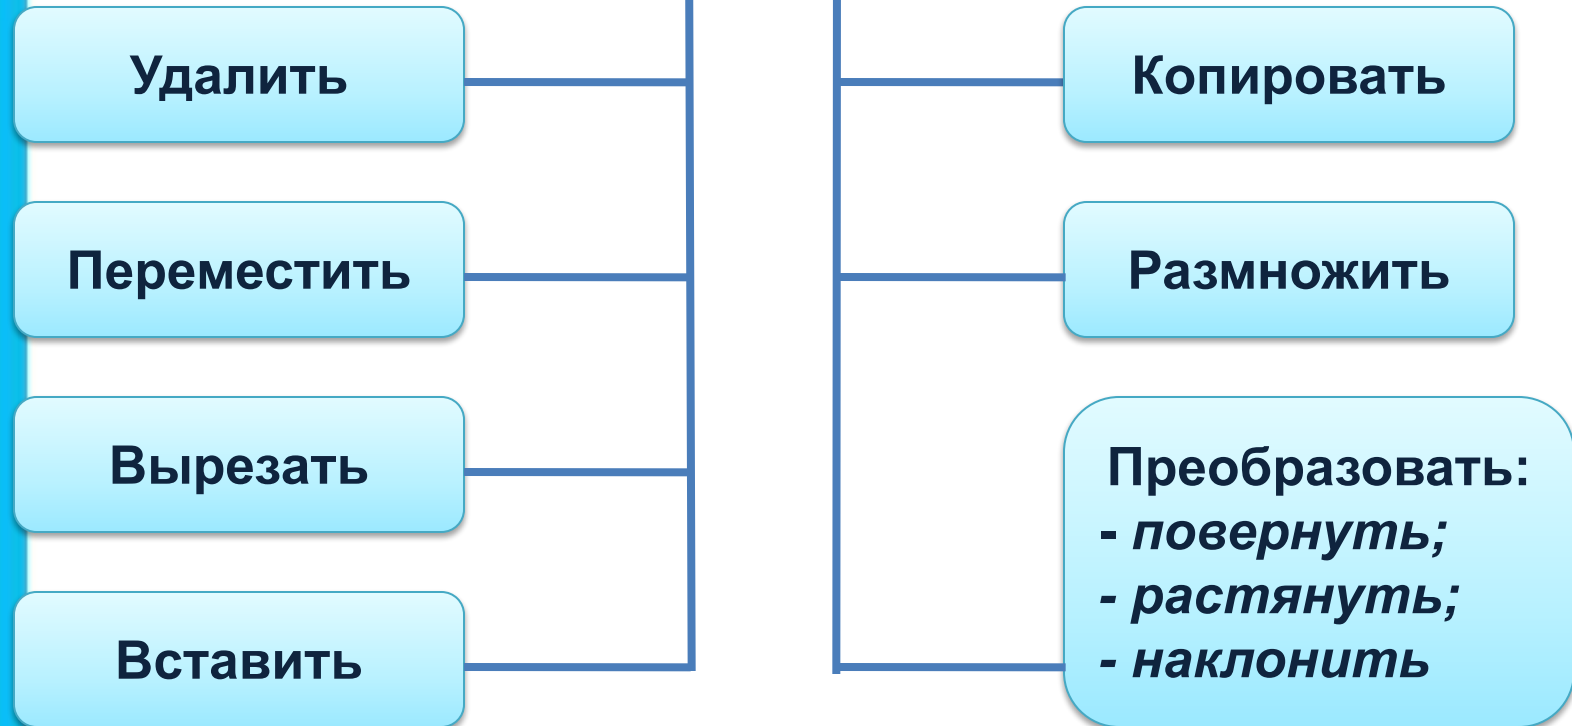 Удалить
Переместить
Вырезать
Вставить
Копировать
Размножить
Преобразовать:
- повернуть;
- растянуть;
- наклонить